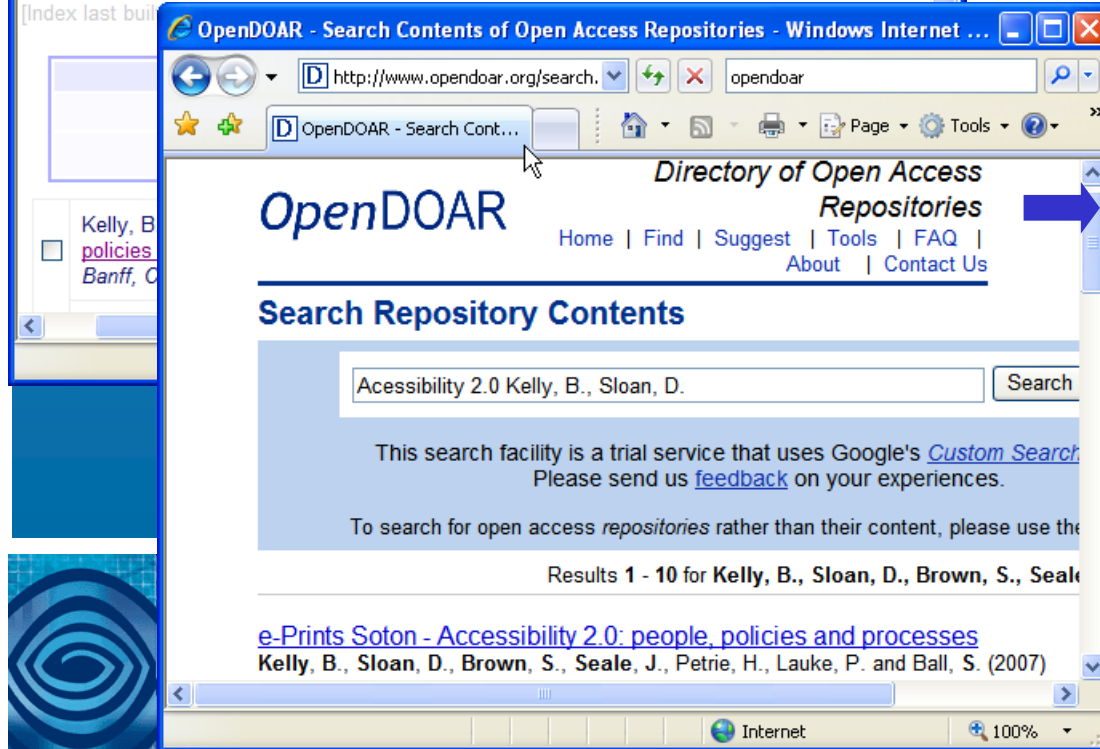 [Index last buil
Kelly, B
policies
Banff, C
OpenDOAR - Search Contents of Open Access Repositories - Windows Internet ...
http://www.opendoar.org/search.
opendoar
OpenDOAR - Search Cont...
Page
Tools
Directory of Open Access
Repositories
OpenDOAR
Home | Find | Suggest | Tools | FAQ |
About | Contact Us
Search Repository Contents
Acessibility 2.0 Kelly, B., Sloan, D.
Search
This search facility is a trial service that uses Google's Custom Search
Please send us feedback on your experiences.
To search for open access repositories rather than their content, please use the
Results 1 - 10 for Kelly, B., Sloan, D., Brown, S., Seale
e-Prints Soton - Accessibility 2.0: people, policies and processes
Kelly, B., Sloan, D., Brown, S., Seale, J., Petrie, H., Lauke, P. and Ball, S. (2007)
Internet
100%